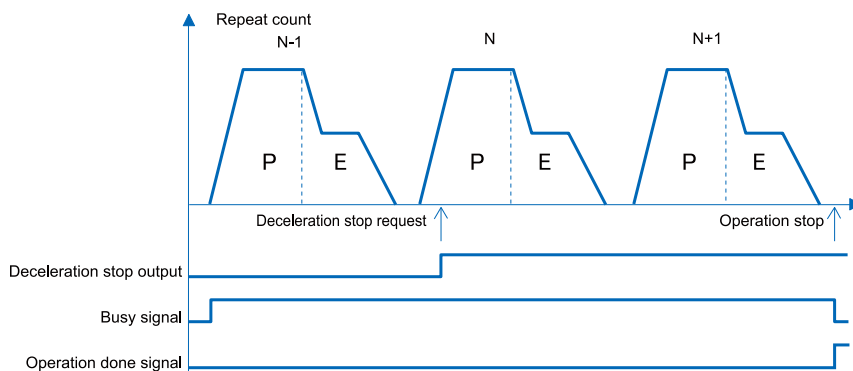 Repeat count
N-1
N
N+1
P
E
P
E
P
E
Deceleration stop request
Operation stop
Deceleration stop output
Busy signal
Operation done signal